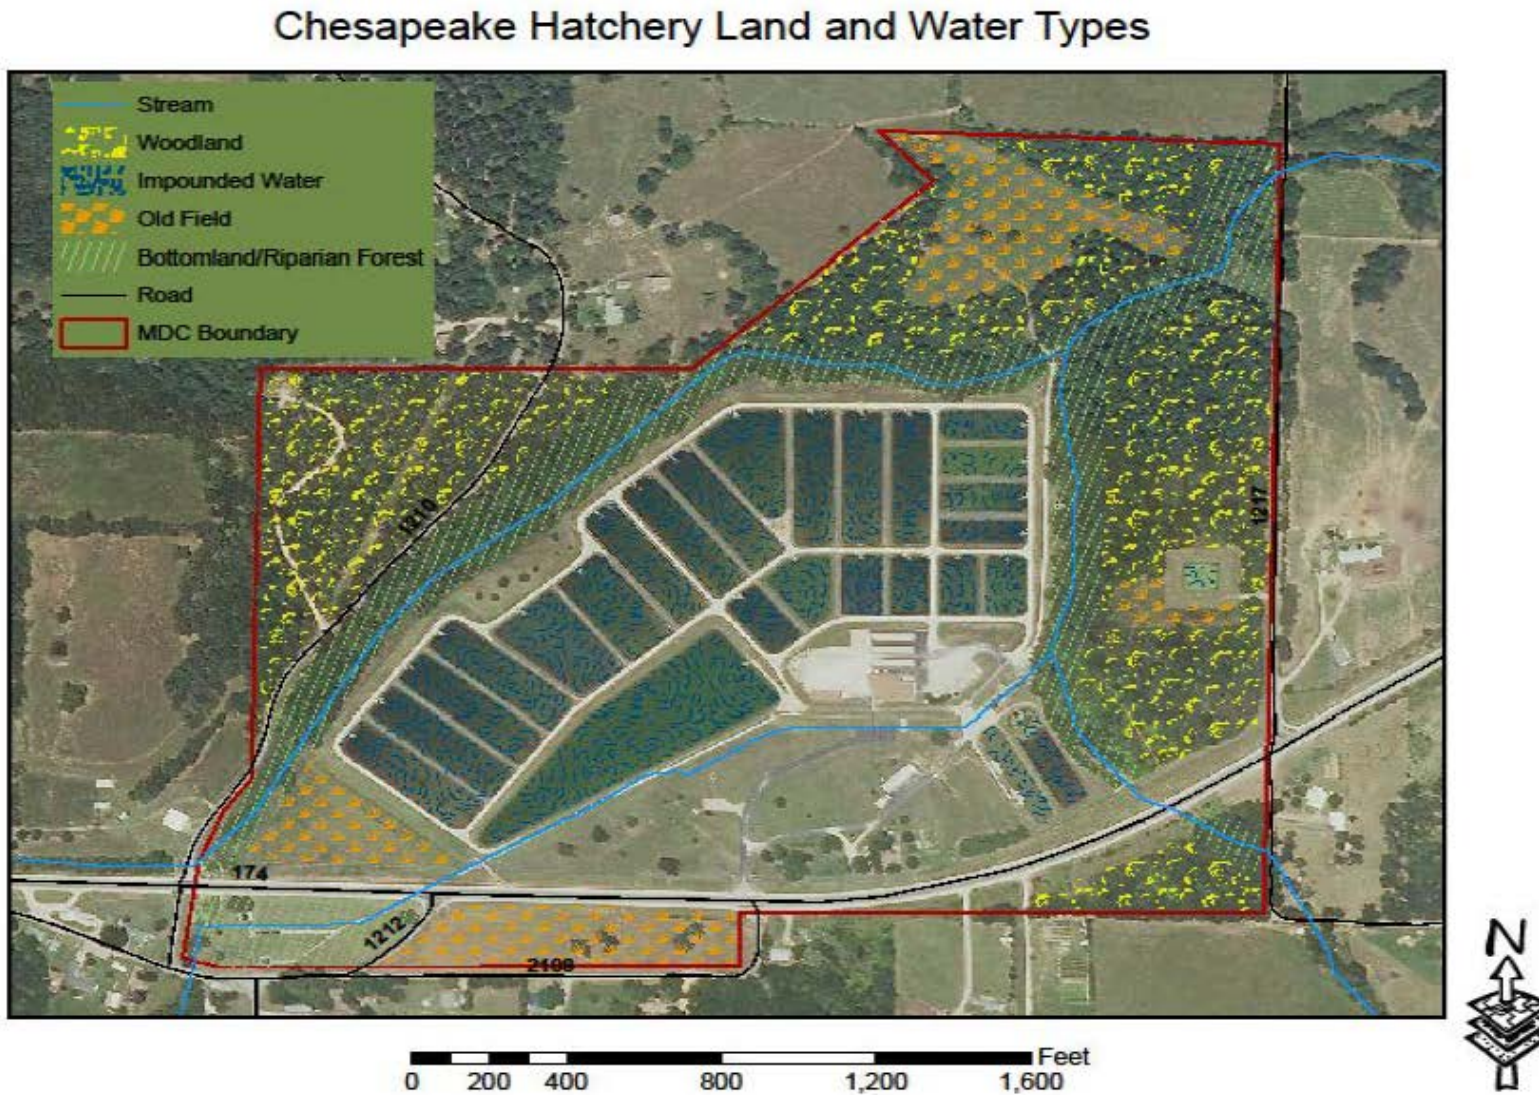 Chesapeake Hatchery Land and Water Types
Stream
Woodland
Impounded Water
Old Field
Bottomland/Riparian Forest
Road
MDC Boundary
1210
1217
174
1212
2109
N
Feet
0 200 400 800 1,200 1,600